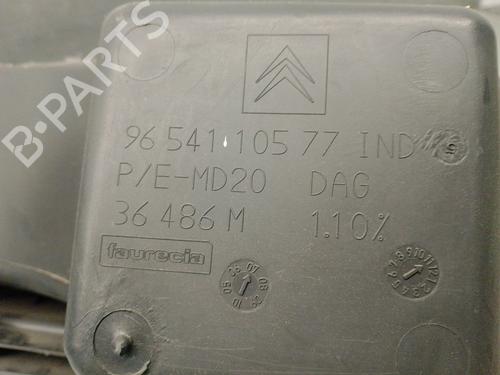 B-PARTS
96 541 105 77 IND
P/E-MD20 DAG
36 486 M 1.10%
faurecia